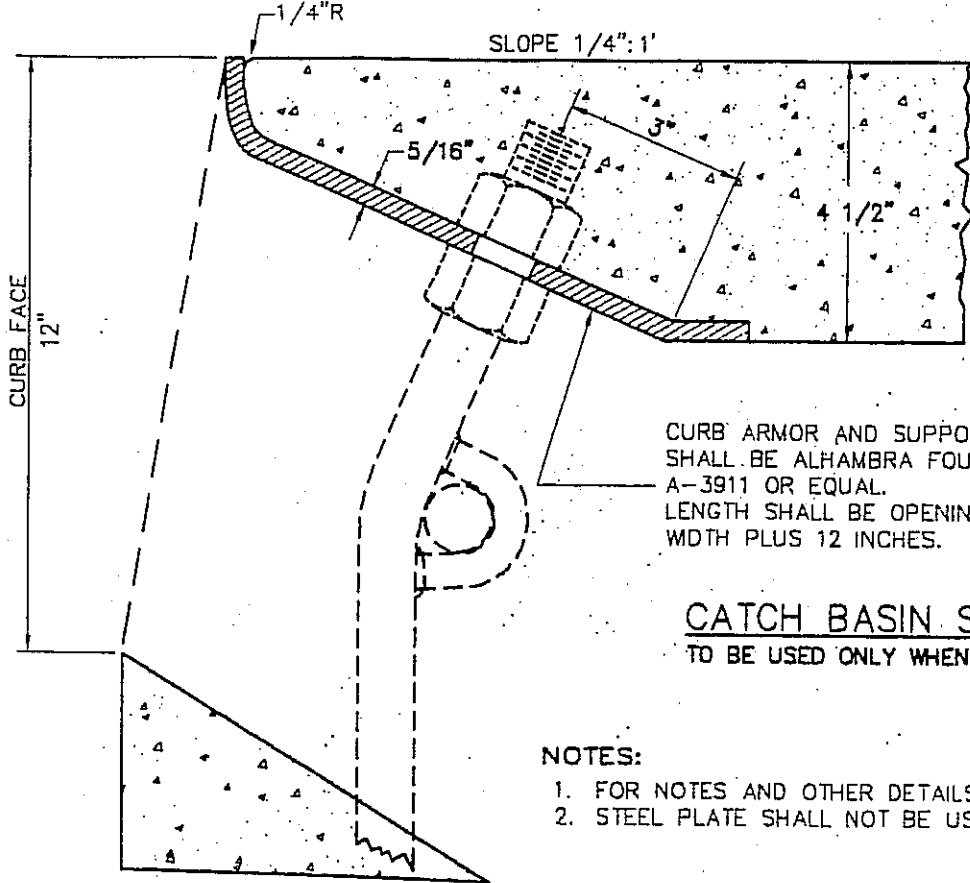 1/4"R
SLOPE 1/4":1'
3"
5/16"
4 1/2"
CURB FACE
12"
CURB ARMOR AND SUPPO
SHALL BE ALHAMBRA FOU
A-3911 OR EQUAL.
LENGTH SHALL BE OPENIN
WIDTH PLUS 12 INCHES.
CATCH BASIN S
TO BE USED ONLY WHEN
NOTES:
1. FOR NOTES AND OTHER DETAILS
2. STEEL PLATE SHALL NOT BE US